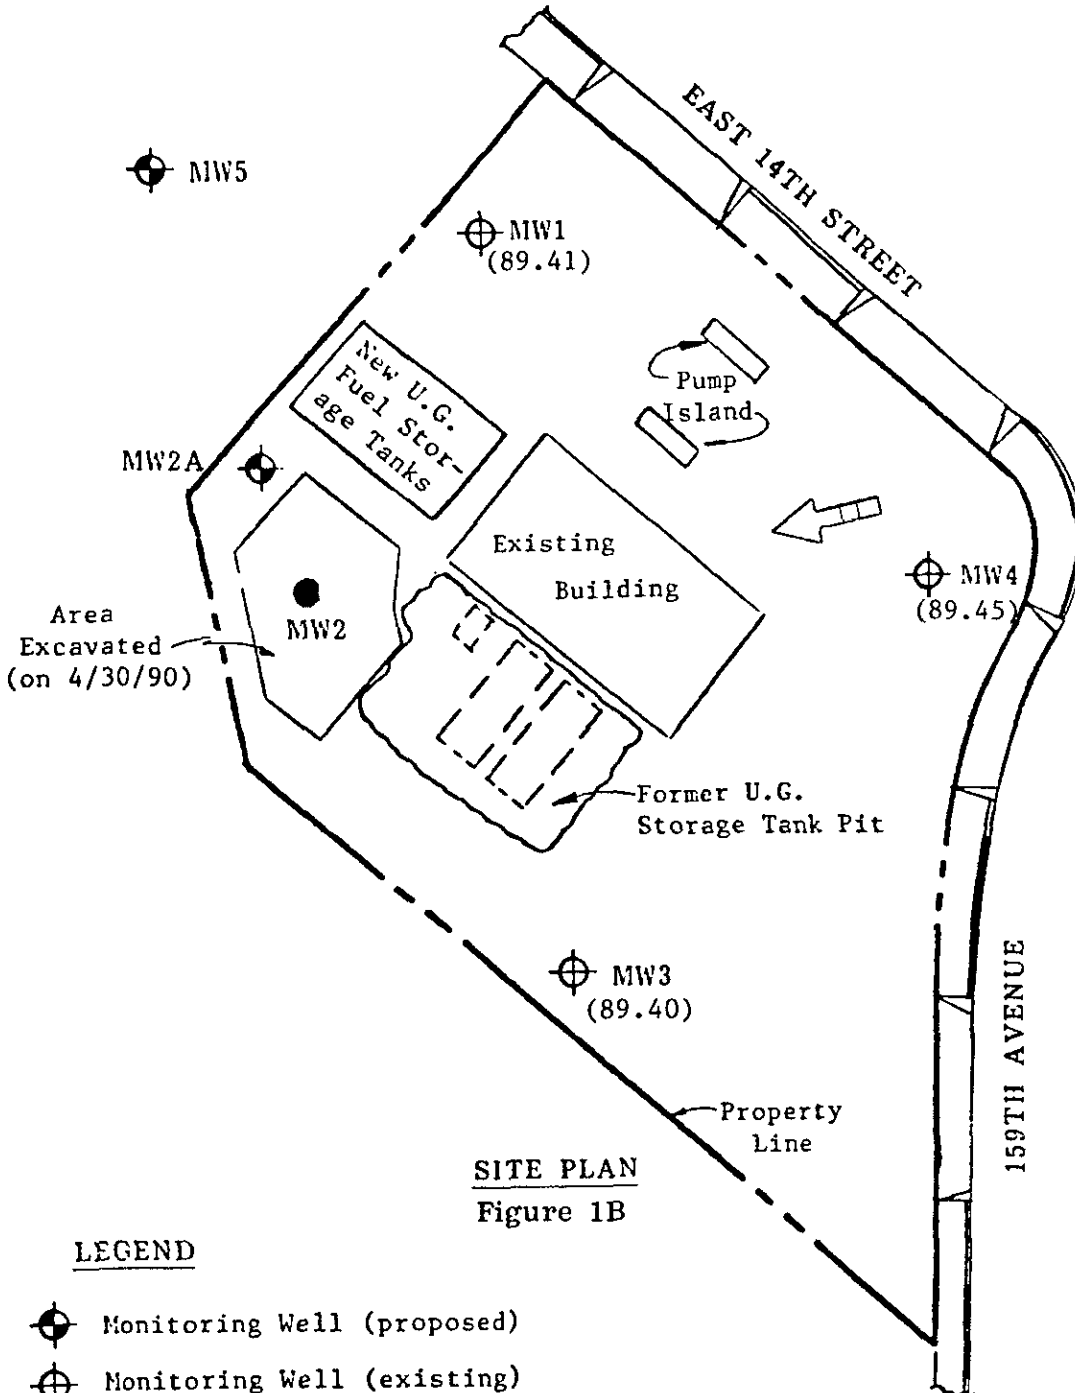 EAST 14TH STREET
MW5
MW1
(89.41)
New U.G.
Fuel Stor-
age Tanks
Pump
Island
MW2A
Existing
Building
MW4
(89.45)
Area
Excavated
(on 4/30/90)
MW2
Former U.G.
Storage Tank Pit
MW3
(89.40)
159TH AVENUE
Property
Line
SITE PLAN
Figure 1B
LEGEND
Monitoring Well (proposed)
Monitoring Well (existing)